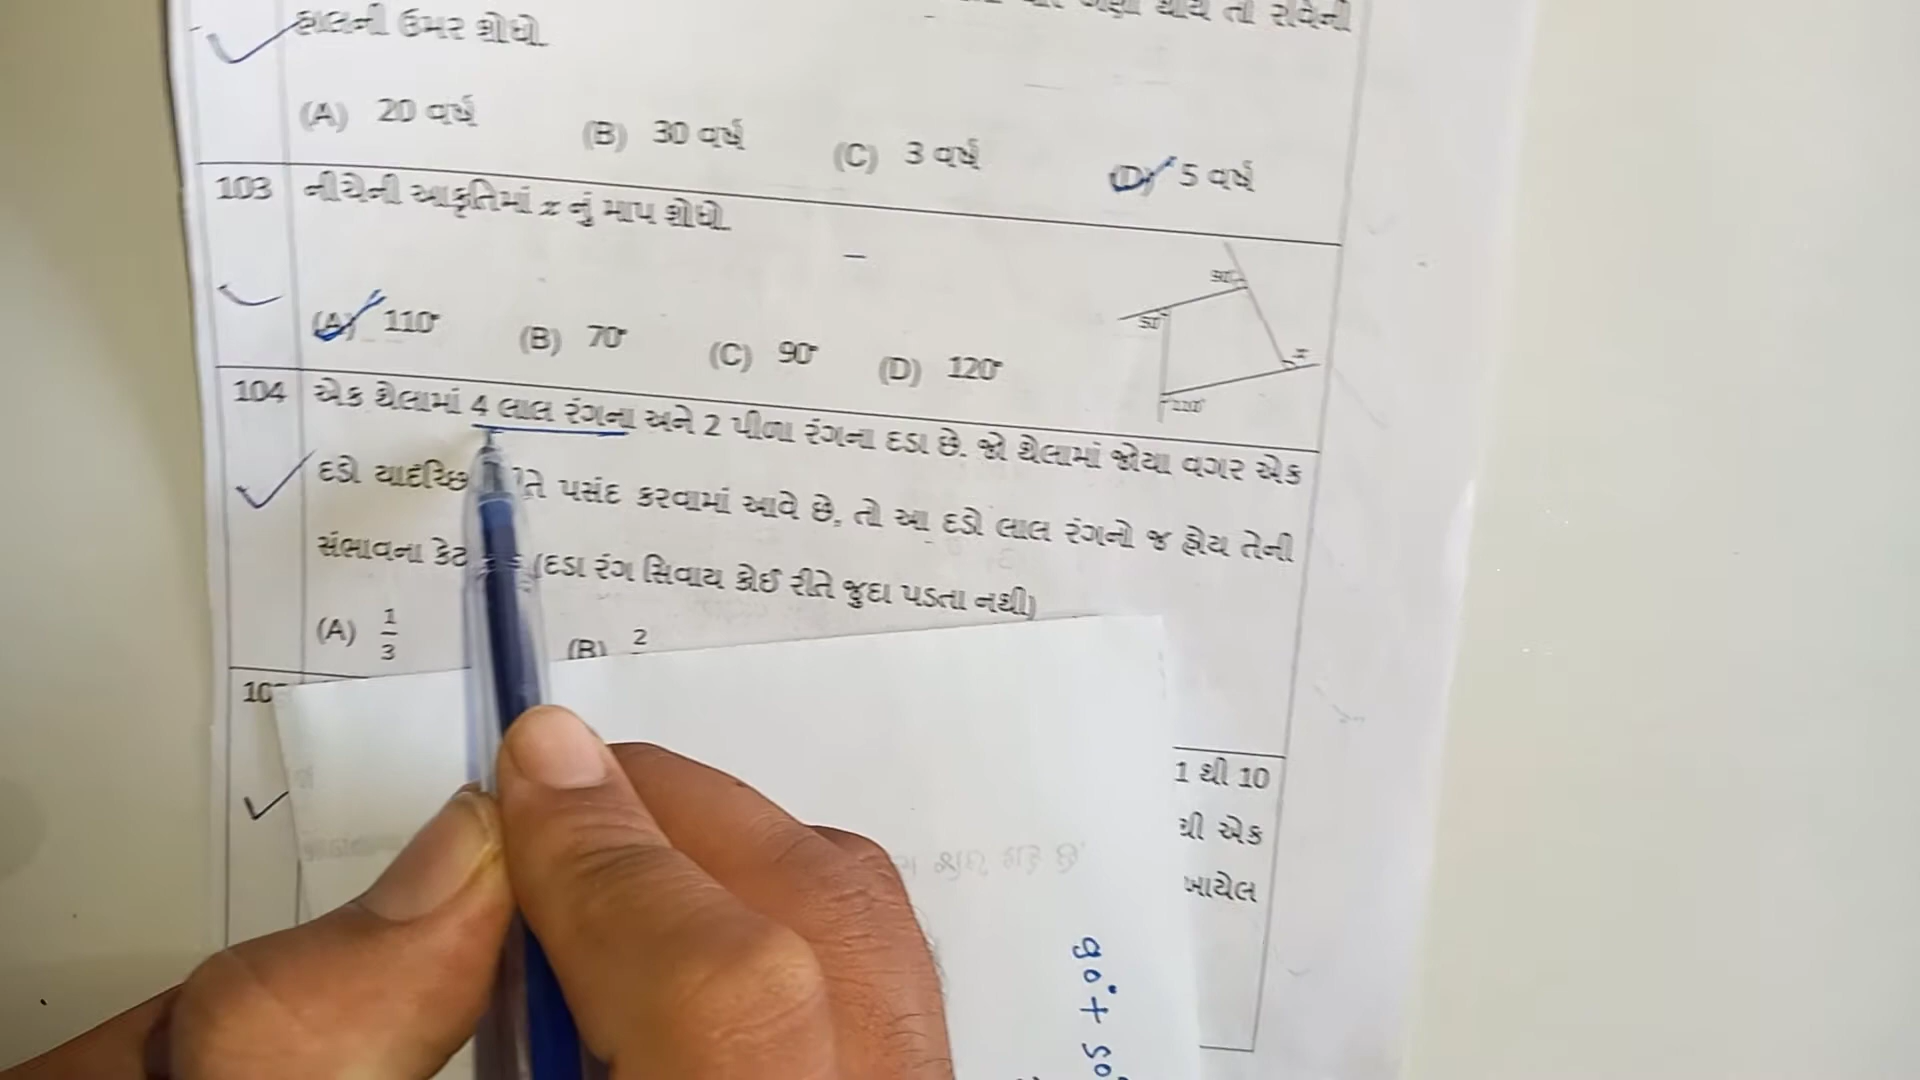 હાલની ઉંમર શોધો.
(A) 20 વર્ષ (B) 30 વર્ષ (C) 3 વર્ષ (D) 5 વર્ષ
103 નીચેની આકૃતિમાં x નું માપ શોધો.
50°
x
(A) 110° (B) 70° (C) 90° (D) 120°
104 એક થેલામાં 4 લાલ રંગના અને 2 પીળા રંગના દડા છે. જો થેલામાં જોયા વગર એક
દડો પસંદ કરવામાં આવે છે, તો આ દડો લાલ રંગનો જ હોય તેની
સંભાવના (દડા રંગ સિવાય કોઈ રીતે જુદા પડતા નથી)
(A) 1/3 (B) 2
1 થી 10
એક
90° + 50°